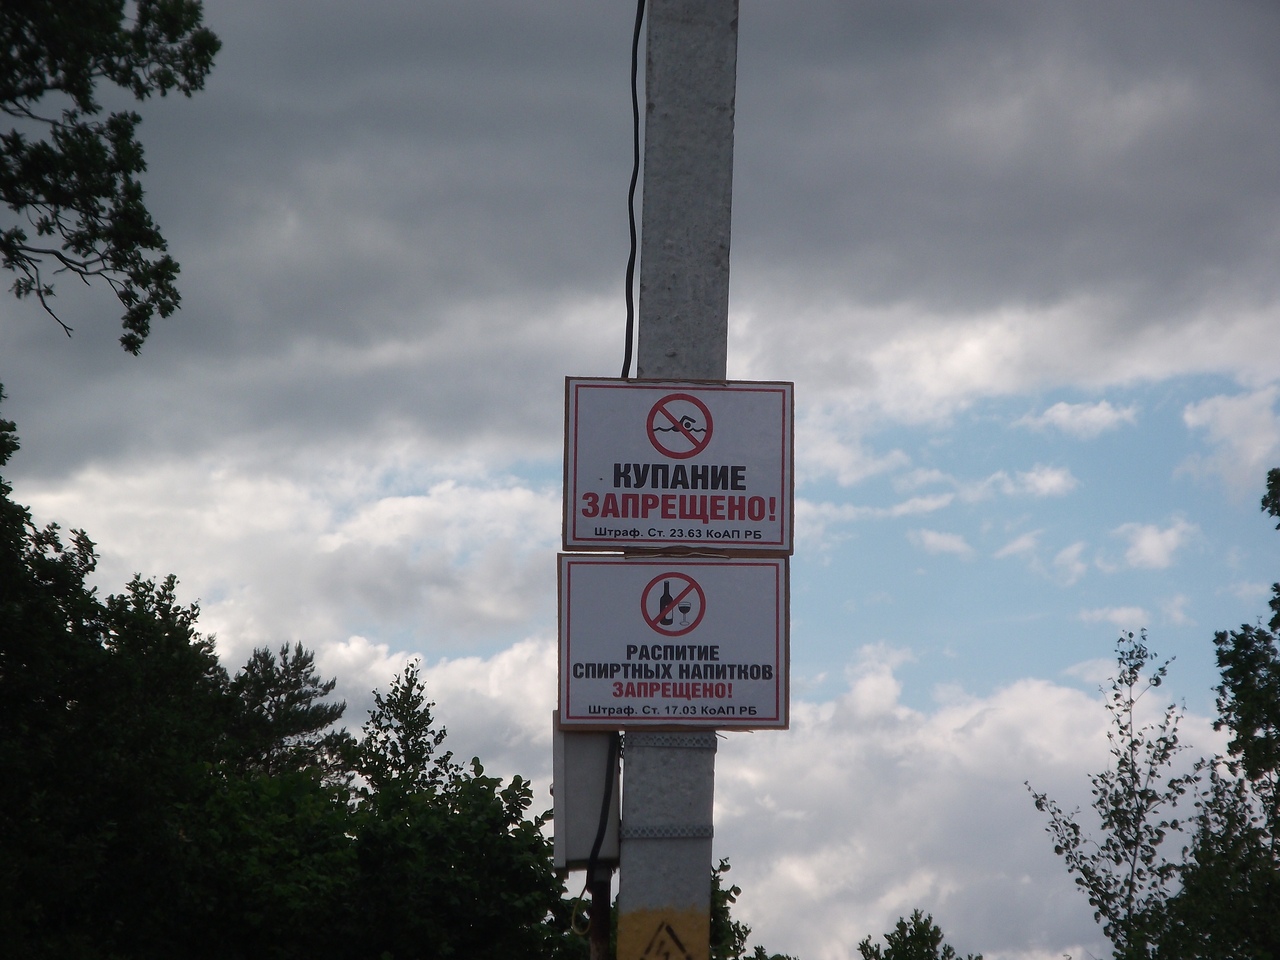 КУПАНИЕ
ЗАПРЕЩЕНО!
Штраф. Ст. 23.63 КоАП РБ
РАСПИТИЕ
СПИРТНЫХ НАПИТКОВ
ЗАПРЕЩЕНО!
Штраф. Ст. 17.03 КоАП РБ